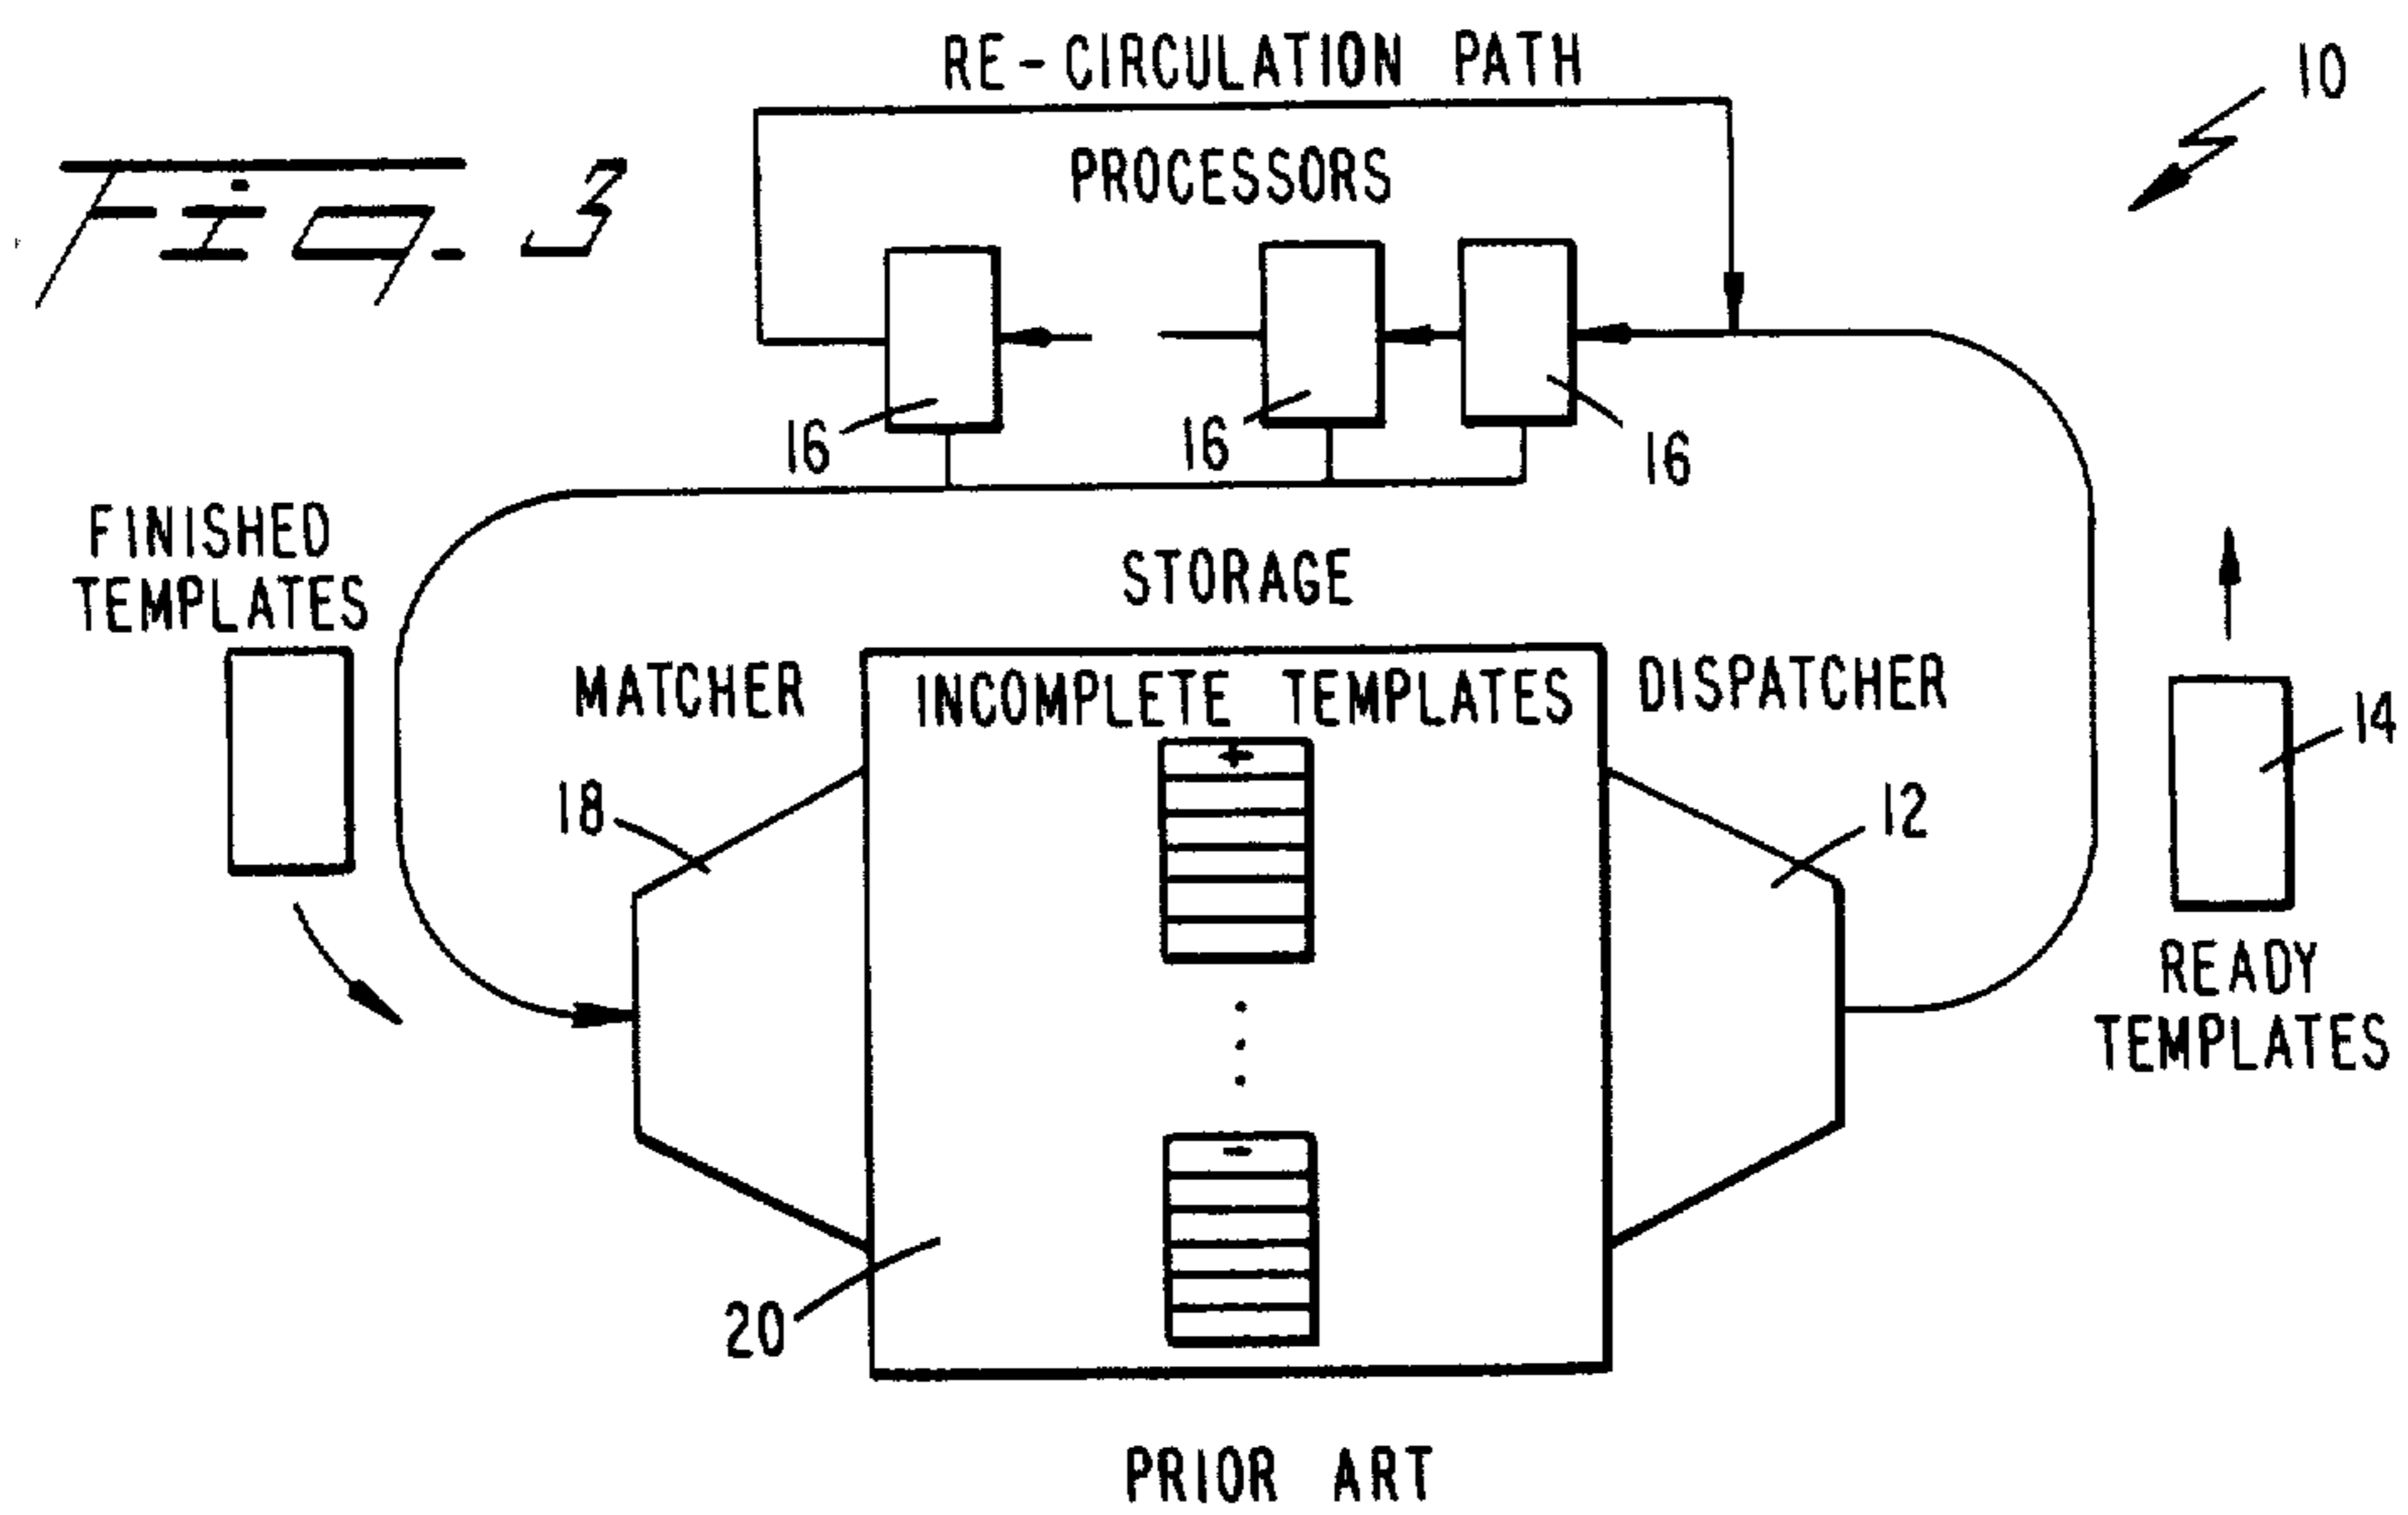 RE-CIRCULATION PATH
10
Fig. 3
PROCESSORS
16
16
16
FINISHED
TEMPLATES
STORAGE
MATCHER
INCOMPLETE TEMPLATES
DISPATCHER
14
+
18
12
READY
TEMPLATES
-
20
PRIOR ART